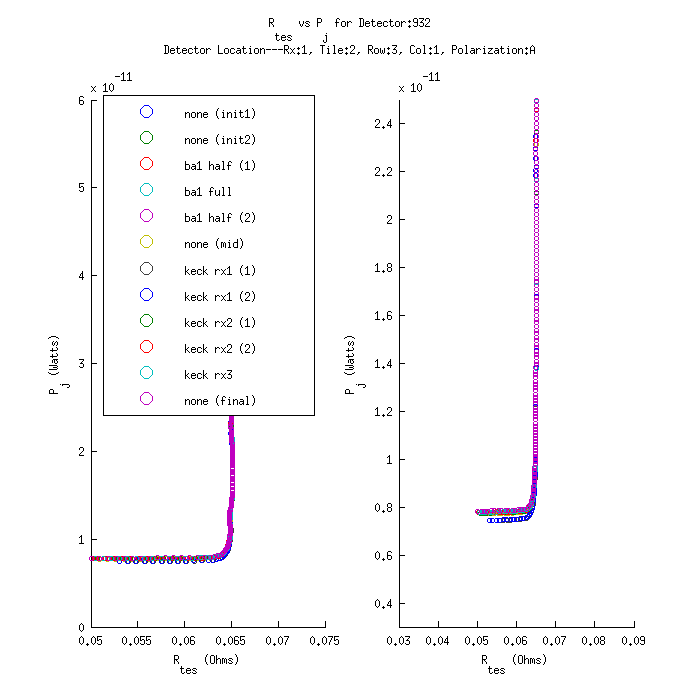 R    vs P  for Detector:932
tes    j
Detector Location---Rx:1, Tile:2, Row:3, Col:1, Polarization:A
x 10-11
6
5
4
3
2
1
0
0.05 0.055 0.06 0.065 0.07 0.075
P j (Watts)
R tes (Ohms)
none (init1)
none (init2)
ba1 half (1)
ba1 full
ba1 half (2)
none (mid)
keck rx1 (1)
keck rx1 (2)
keck rx2 (1)
keck rx2 (2)
keck rx3
none (final)
x 10-11
2.4
2.2
2
1.8
1.6
1.4
1.2
1
0.8
0.6
0.4
0.03 0.04 0.05 0.06 0.07 0.08 0.09
P j (Watts)
R tes (Ohms)